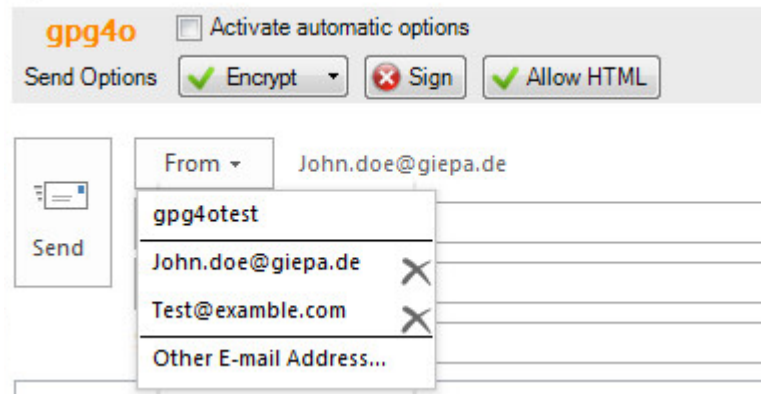 gpg4o Activate automatic options
Send Options Encrypt Sign Allow HTML
From John.doe@giepa.de
Send
gpg4otest
John.doe@giepa.de
Test@examble.com
Other E-mail Address...